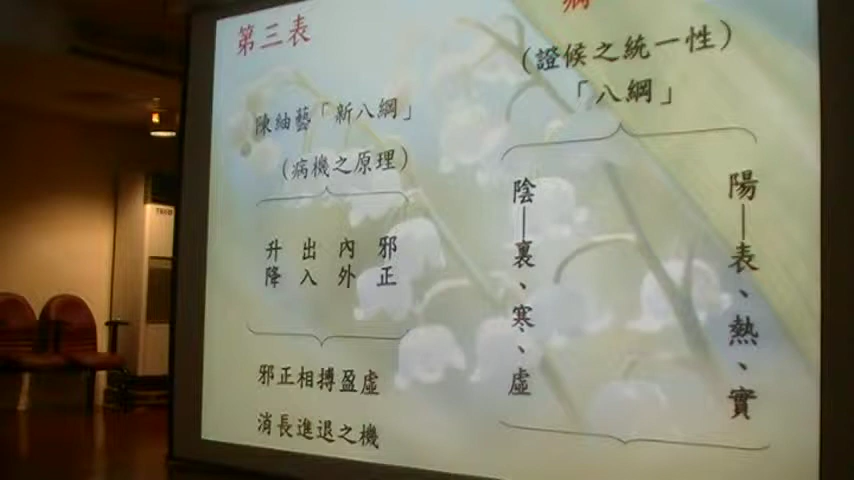 第三表
病
(證候之統一性)
「八綱」
陽—表、熱、實
陰—裏、寒、虛
陳紬藝「新八綱」
(病機之原理)
邪正
內外
出入
升降
邪正相搏盈虛
消長進退之機